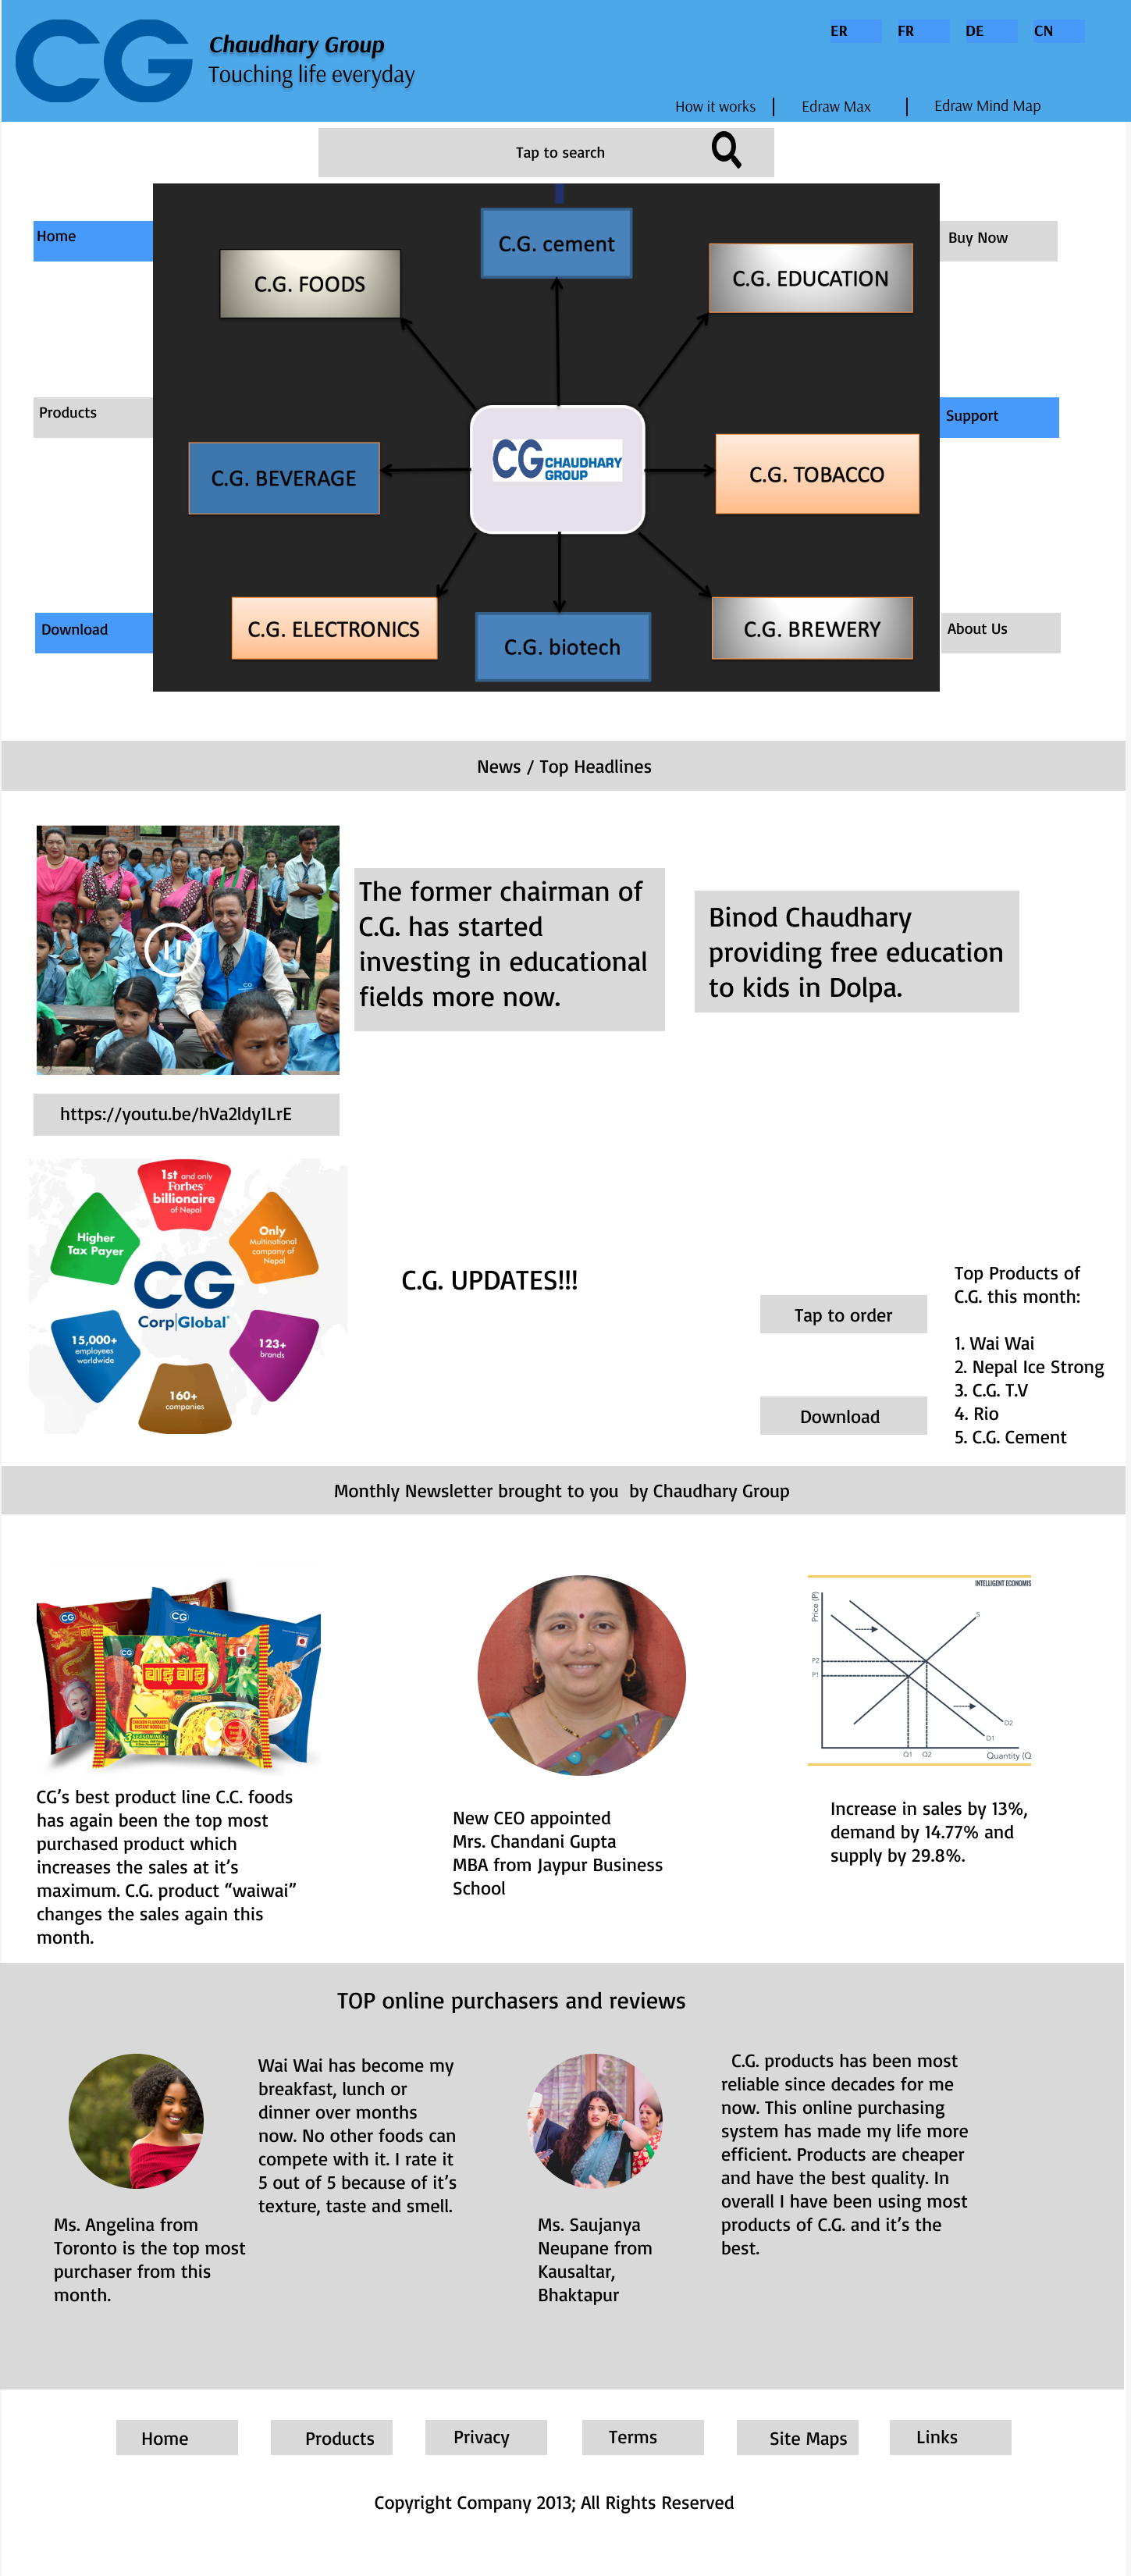 CG
Chaudhary Group
Touching life everyday
ER
FR
DE
CN
How it works
Edraw Max
Edraw Mind Map
Tap to search
Home
Products
Download
C.G. cement
C.G. FOODS
C.G. EDUCATION
C.G. BEVERAGE
CG CHAUDHARY
GROUP
C.G. TOBACCO
C.G. ELECTRONICS
C.G. biotech
C.G. BREWERY
Buy Now
Support
About Us
News / Top Headlines
CG
The former chairman of
C.G. has started
investing in educational
fields more now.
Binod Chaudhary
providing free education
to kids in Dolpa.
https://youtu.be/hVa2ldy1LrE
1st and only
Forbes'
billionaire
of Nepal
Higher
Tax Payer
Only
Multinational
company of
Nepal
CG
Corp|Global
15,000+
employees
worldwide
123+
brands
160+
companies
C.G. UPDATES!!!
Tap to order
Download
Top Products of
C.G. this month:
1. Wai Wai
2. Nepal Ice Strong
3. C.G. T.V
4. Rio
5. C.G. Cement
Monthly Newsletter brought to you  by Chaudhary Group
CG
CG
CG
वाइ वाइ
CG's best product line C.C. foods
has again been the top most
purchased product which
increases the sales at it's
maximum. C.G. product “waiwai”
changes the sales again this
month.
New CEO appointed
Mrs. Chandani Gupta
MBA from Jaypur Business
School
INTELLIGENT ECONOMIS
Price (P)
S
P2
P1
D2
D1
Q1 Q2
Quantity (Q
Increase in sales by 13%,
demand by 14.77% and
supply by 29.8%.
TOP online purchasers and reviews
Ms. Angelina from
Toronto is the top most
purchaser from this
month.
Wai Wai has become my
breakfast, lunch or
dinner over months
now. No other foods can
compete with it. I rate it
5 out of 5 because of it's
texture, taste and smell.
Ms. Saujanya
Neupane from
Kausaltar,
Bhaktapur
C.G. products has been most
reliable since decades for me
now. This online purchasing
system has made my life more
efficient. Products are cheaper
and have the best quality. In
overall I have been using most
products of C.G. and it's the
best.
Home
Products
Privacy
Terms
Site Maps
Links
Copyright Company 2013; All Rights Reserved